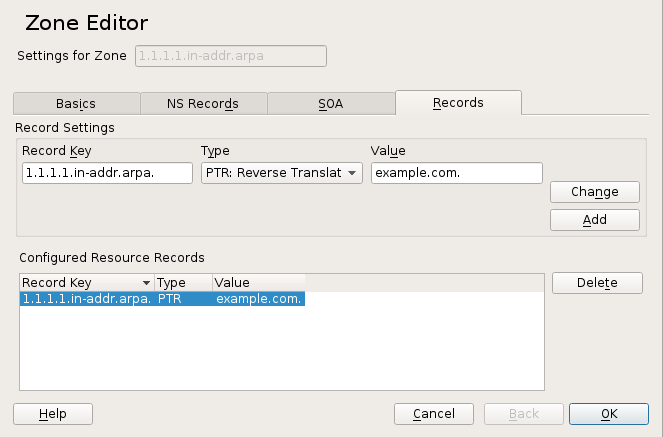 Zone Editor
Settings for Zone 1.1.1.1.in-addr.arpa
Basics NS Records SOA Records
Record Settings
Record Key Type Value
1.1.1.1.in-addr.arpa. PTR: Reverse Translat example.com.
Change
Add
Configured Resource Records
Record Key Type Value
Delete
1.1.1.1.in-addr.arpa. PTR example.com.
Help Cancel Back OK